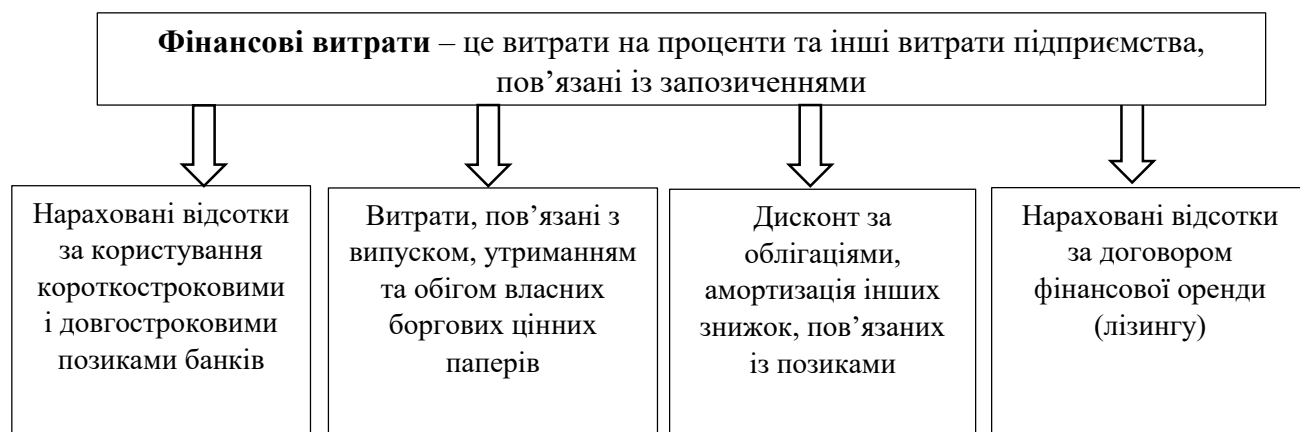 Фінансові витрати – це витрати на проценти та інші витрати підприємства,
пов’язані із запозиченнями
Нараховані відсотки
за користування
короткостроковими
і довгостроковими
позиками банків
Витрати, пов’язані з
випуском, утриманням
та обігом власних
боргових цінних
паперів
Дисконт за
облігаціями,
амортизація інших
знижок, пов’язаних
із позиками
Нараховані відсотки
за договором
фінансової оренди
(лізингу)